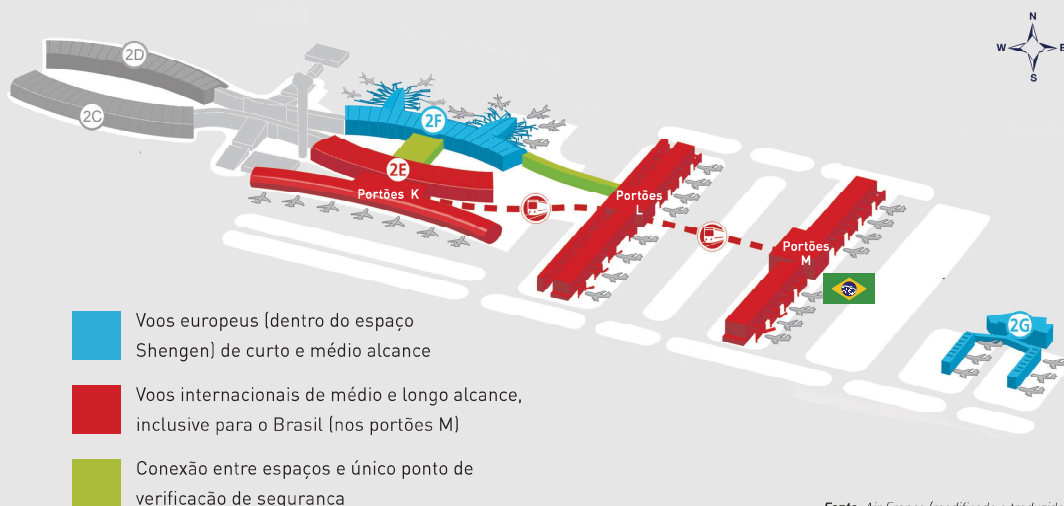 N
W E
S
2D
2C
2F
2E
Portões K
Portões
L
Portões
M
2G
Voos europeus (dentro do espaço
Shengen) de curto e médio alcance
Voos internacionais de médio e longo alcance,
inclusive para o Brasil (nos portões M)
Conexão entre espaços e único ponto de
verificação de segurança
Fonte: Air France (modificado e traduzido